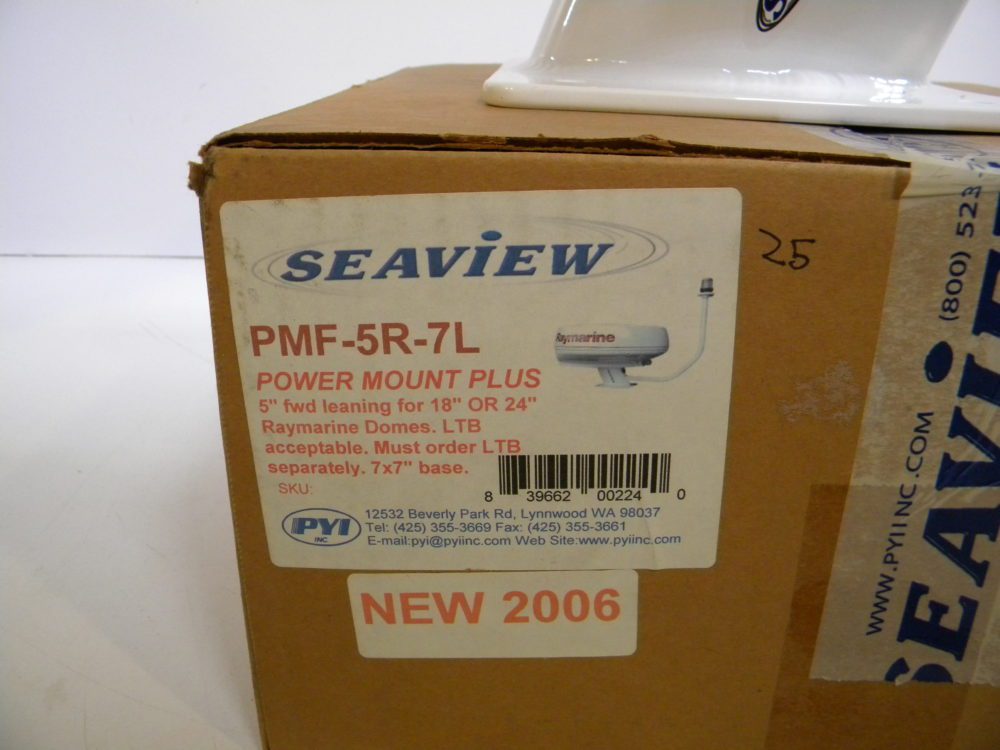 SEAVIEW
25
PMF-5R-7L
Raymarine
POWER MOUNT PLUS
5" fwd leaning for 18" OR 24"
Raymarine Domes. LTB
acceptable. Must order LTB
separately. 7x7" base.
SKU:
8 39662 00224 0
PYI
INC.
12532 Beverly Park Rd, Lynnwood WA 98037
Tel: (425) 355-3669 Fax: (425) 355-3661
E-mail:pyi@pyiinc.com Web Site:www.pyiinc.com
NEW 2006
WWW.PYIINC.COM (800) 523-
SEAVIEW